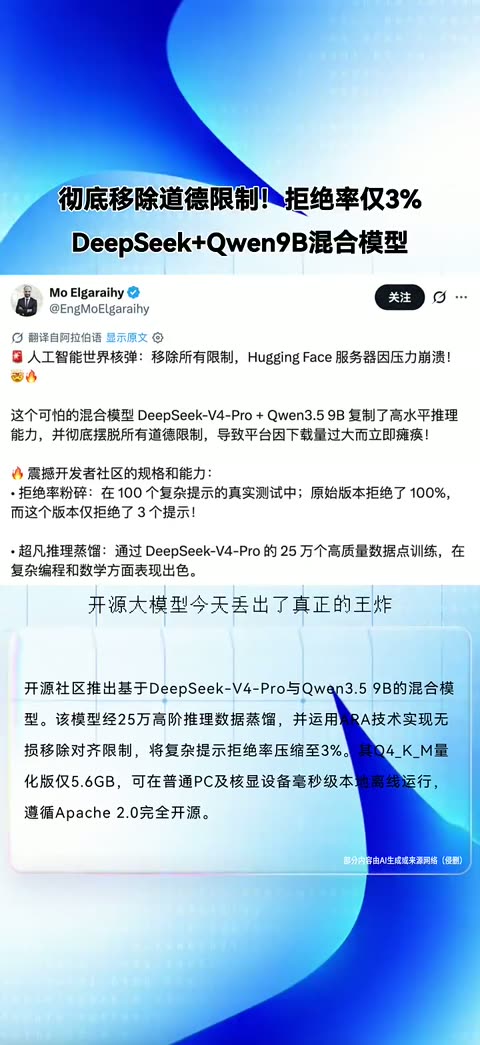 彻底移除道德限制！拒绝率仅3%
DeepSeek+Qwen9B混合模型
Mo Elgaraihy
@EngMoElgaraihy
关注
翻译自阿拉伯语 显示原文
🚨 人工智能世界核弹：移除所有限制，Hugging Face 服务器因压力崩溃！
🤯🔥
这个可怕的混合模型 DeepSeek-V4-Pro + Qwen3.5 9B 复制了高水平推理
能力，并彻底摆脱所有道德限制，导致平台因下载量过大而立即瘫痪！
🔥 震撼开发者社区的规格和能力：
• 拒绝率粉碎：在 100 个复杂提示的真实测试中；原始版本拒绝了 100%，
而这个版本仅拒绝了 3 个提示！
• 超凡推理蒸馏：通过 DeepSeek-V4-Pro 的 25 万个高质量数据点训练，在
复杂编程和数学方面表现出色。
开源大模型今天丢出了真正的王炸
开源社区推出基于DeepSeek-V4-Pro与Qwen3.5 9B的混合模
型。该模型经25万高阶推理数据蒸馏，并运用ARA技术实现无
损移除对齐限制，将复杂提示拒绝率压缩至3%。其Q4_K_M量
化版仅5.6GB，可在普通PC及核显设备毫秒级本地离线运行，
遵循Apache 2.0完全开源。
部分内容由AI生成或来源网络（侵删）